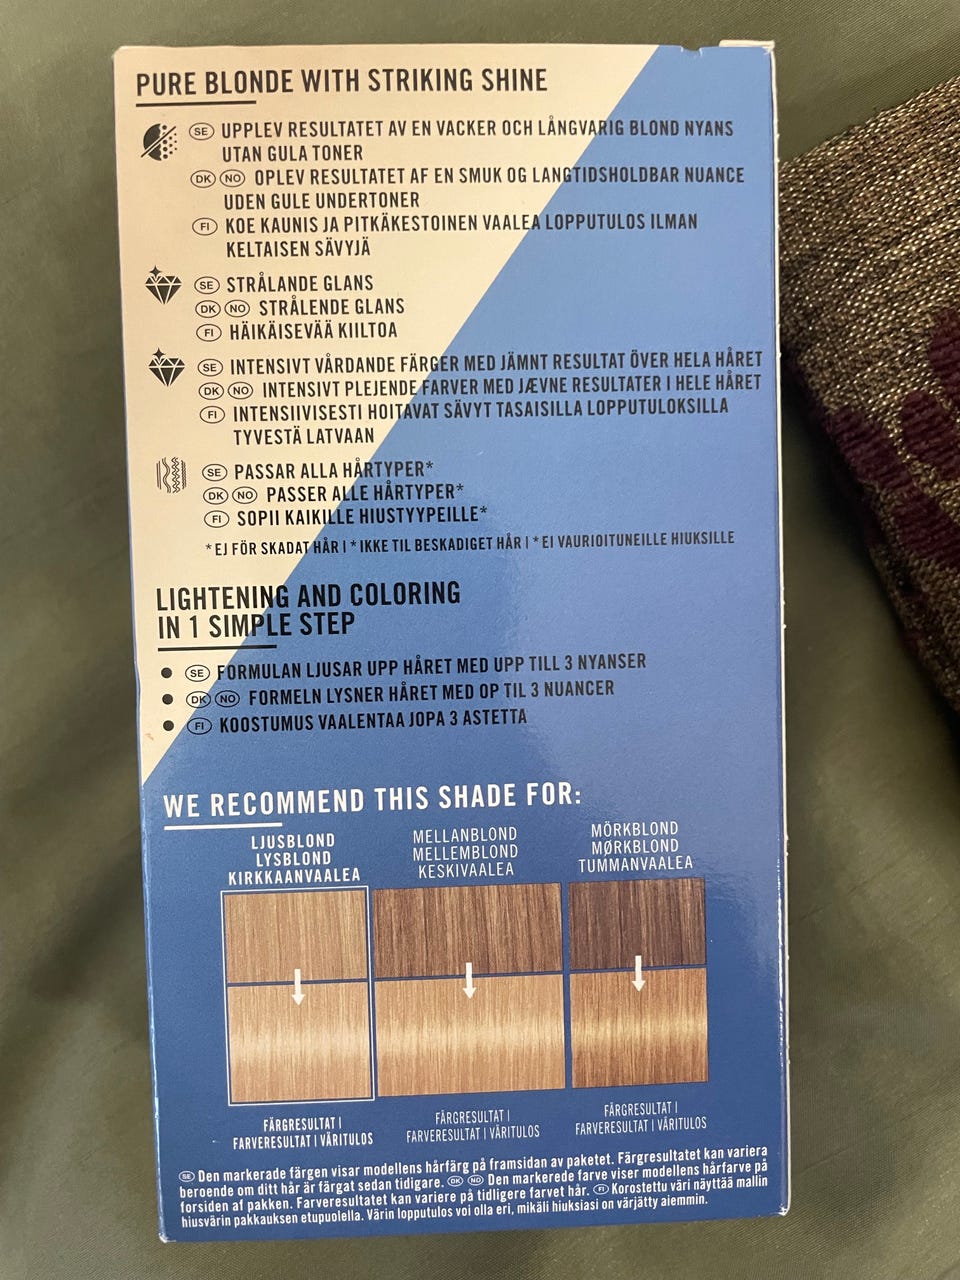 PURE BLONDE WITH STRIKING SHINE
SE UPPLEV RESULTATET AV EN VACKER OCH LÅNGVARIG BLOND NYANS
UTAN GULA TONER
DK NO OPLEV RESULTATET AF EN SMUK OG LANGTIDSHOLDBAR NUANCE
UDEN GULE UNDERTONER
FI KOE KAUNIS JA PITKÄKESTOINEN VAALEA LOPPUTULOS ILMAN
KELTAISEN SÄVYJÄ
SE STRÅLANDE GLANS
DK NO STRÅLENDE GLANS
FI HÄIKÄISEVÄÄ KIILTOA
SE INTENSIVT VÅRDANDE FÄRGER MED JÄMNT RESULTAT ÖVER HELA HÅRET
DK NO INTENSIVT PLEJENDE FARVER MED JÆVNE RESULTATER I HELE HÅRET
FI INTENSIIVISESTI HOITAVAT SÄVYT TASAISILLA LOPPUTULOKSILLA
TYVESTÄ LATVAAN
SE PASSAR ALLA HÅRTYPER*
DK NO PASSER ALLE HÅRTYPER*
FI SOPII KAIKILLE HIUSTYYPEILLE*
*EJ FÖR SKADAT HÅR | * IKKE TIL BESKADIGET HÅR | *EI VAURIOITUNEILLE HIUKSILLE
LIGHTENING AND COLORING
IN 1 SIMPLE STEP
● SE FORMULAN LJUSAR UPP HÅRET MED UPP TILL 3 NYANSER
● DK NO FORMELN LYSNER HÅRET MED OP TIL 3 NUANCER
● FI KOOSTUMUS VAALENTAA JOPA 3 ASTETTA
WE RECOMMEND THIS SHADE FOR:
LJUSBLOND
LYSBLOND
KIRKKAANVAALEA
MELLANBLOND
MELLEMBLOND
KESKIVAALEA
MÖRKBLOND
MØRKBLOND
TUMMANVAALEA
FÄRGRESULTAT |
FARVERESULTAT | VÄRITULOS
FÄRGRESULTAT |
FARVERESULTAT | VÄRITULOS
FÄRGRESULTAT |
FARVERESULTAT | VÄRITULOS
SE Den markerade färgen visar modellens hårfärg på framsidan av paketet. Färgresultatet kan variera
beroende om ditt hår är färgat sedan tidigare. DK NO Den markerede farve viser modellens hårfarve på
forsiden af pakken. Farveresultatet kan variere på tidligere farvet hår. FI Korostettu väri näyttää mallin
hiusvärin pakkauksen etupuolella. Värin lopputulos voi olla eri, mikäli hiuksiasi on värjätty aiemmin.